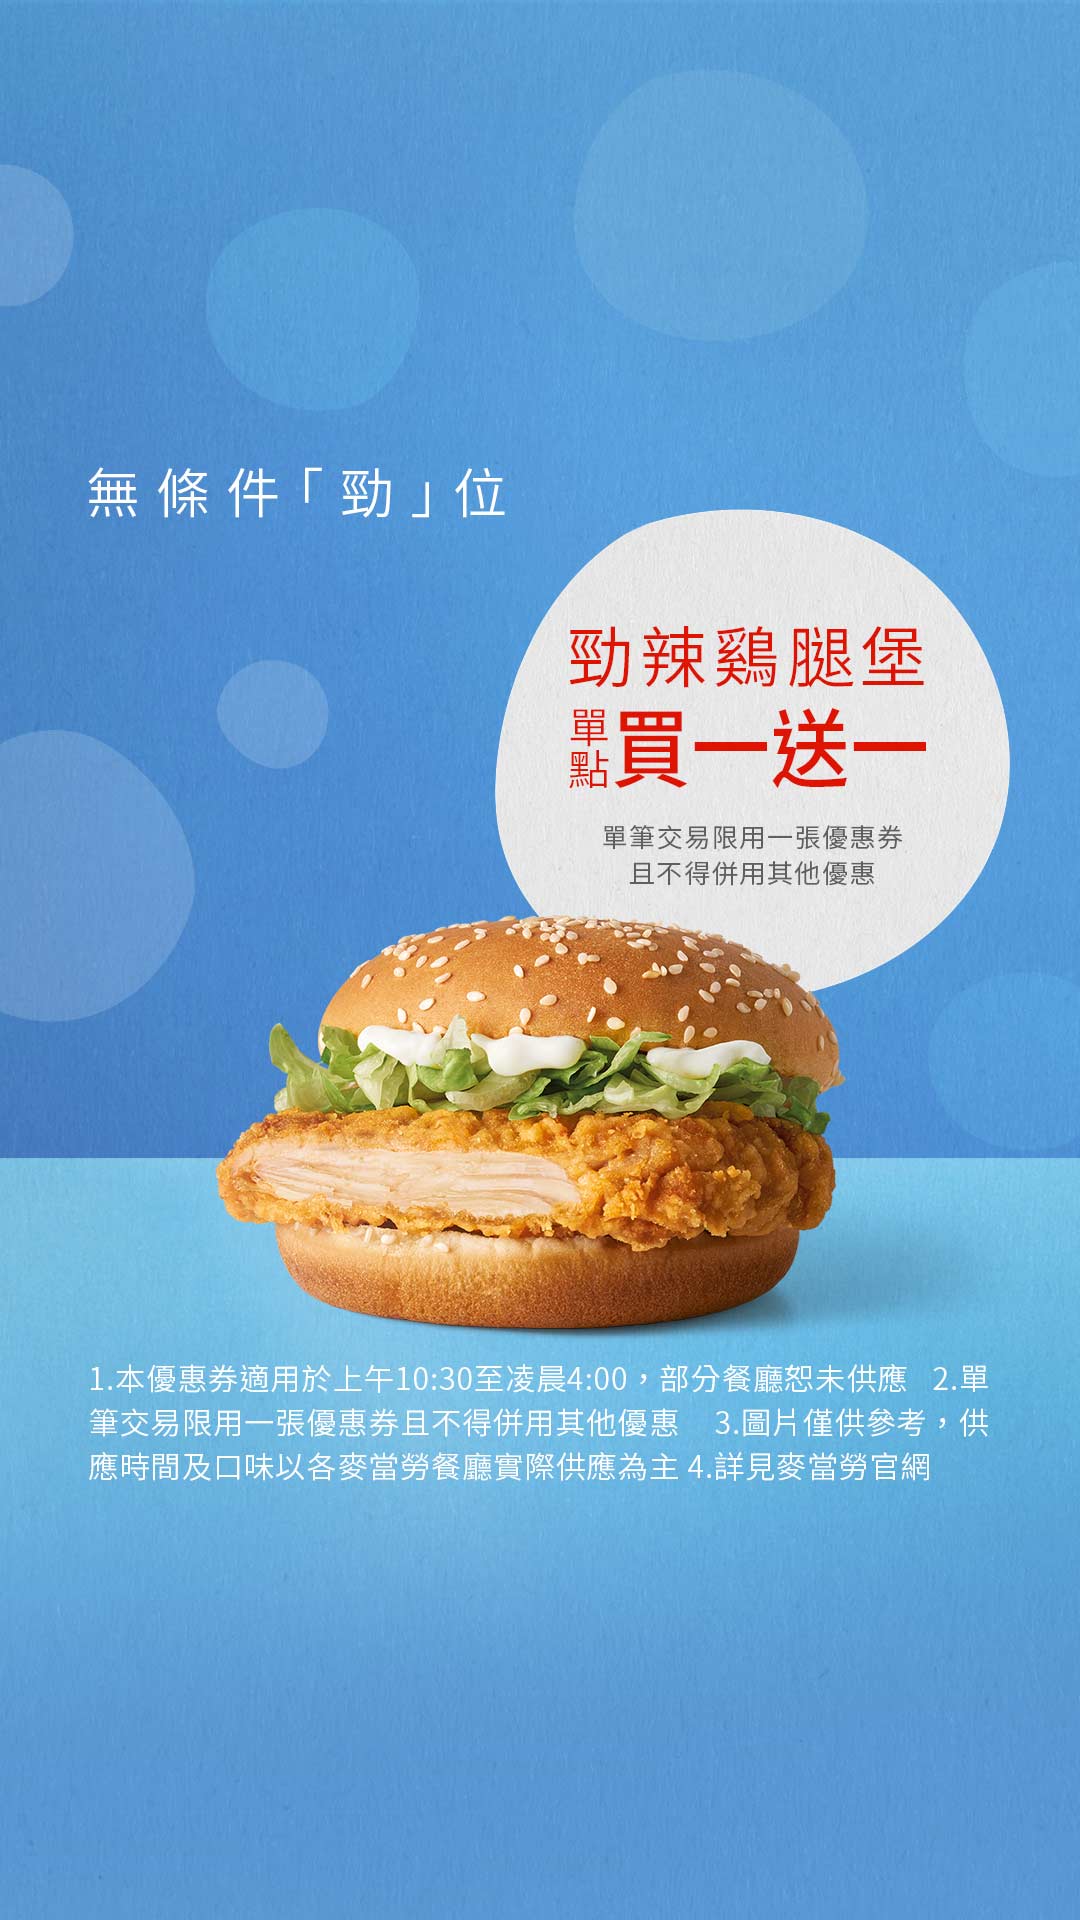 無條件「勁」位
勁辣鷄腿堡
單點買一送一
單筆交易限用一張優惠券
且不得併用其他優惠
1.本優惠券適用於上午10:30至凌晨4:00，部分餐廳恕未供應 2.單
筆交易限用一張優惠券且不得併用其他優惠 3.圖片僅供參考，供
應時間及口味以各麥當勞餐廳實際供應為主 4.詳見麥當勞官網